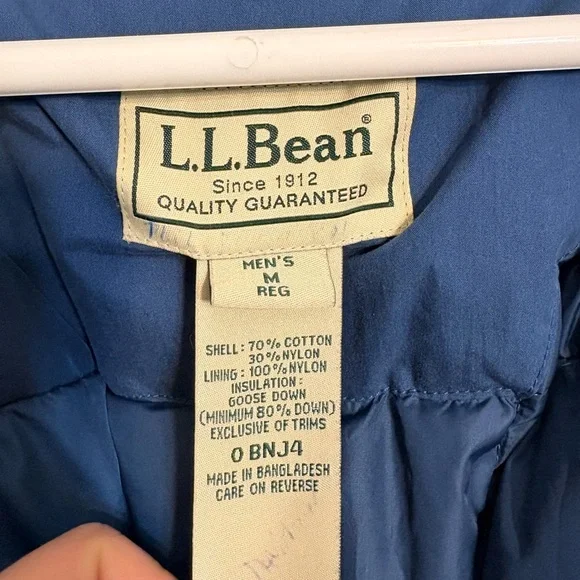 L.L.Bean®
Since 1912
QUALITY GUARANTEED
MEN'S
M
REG
SHELL: 70% COTTON
30% NYLON
LINING: 100% NYLON
INSULATION:
GOOSE DOWN
(MINIMUM 80% DOWN)
EXCLUSIVE OF TRIMS
0 BNJ4
MADE IN BANGLADESH
CARE ON REVERSE